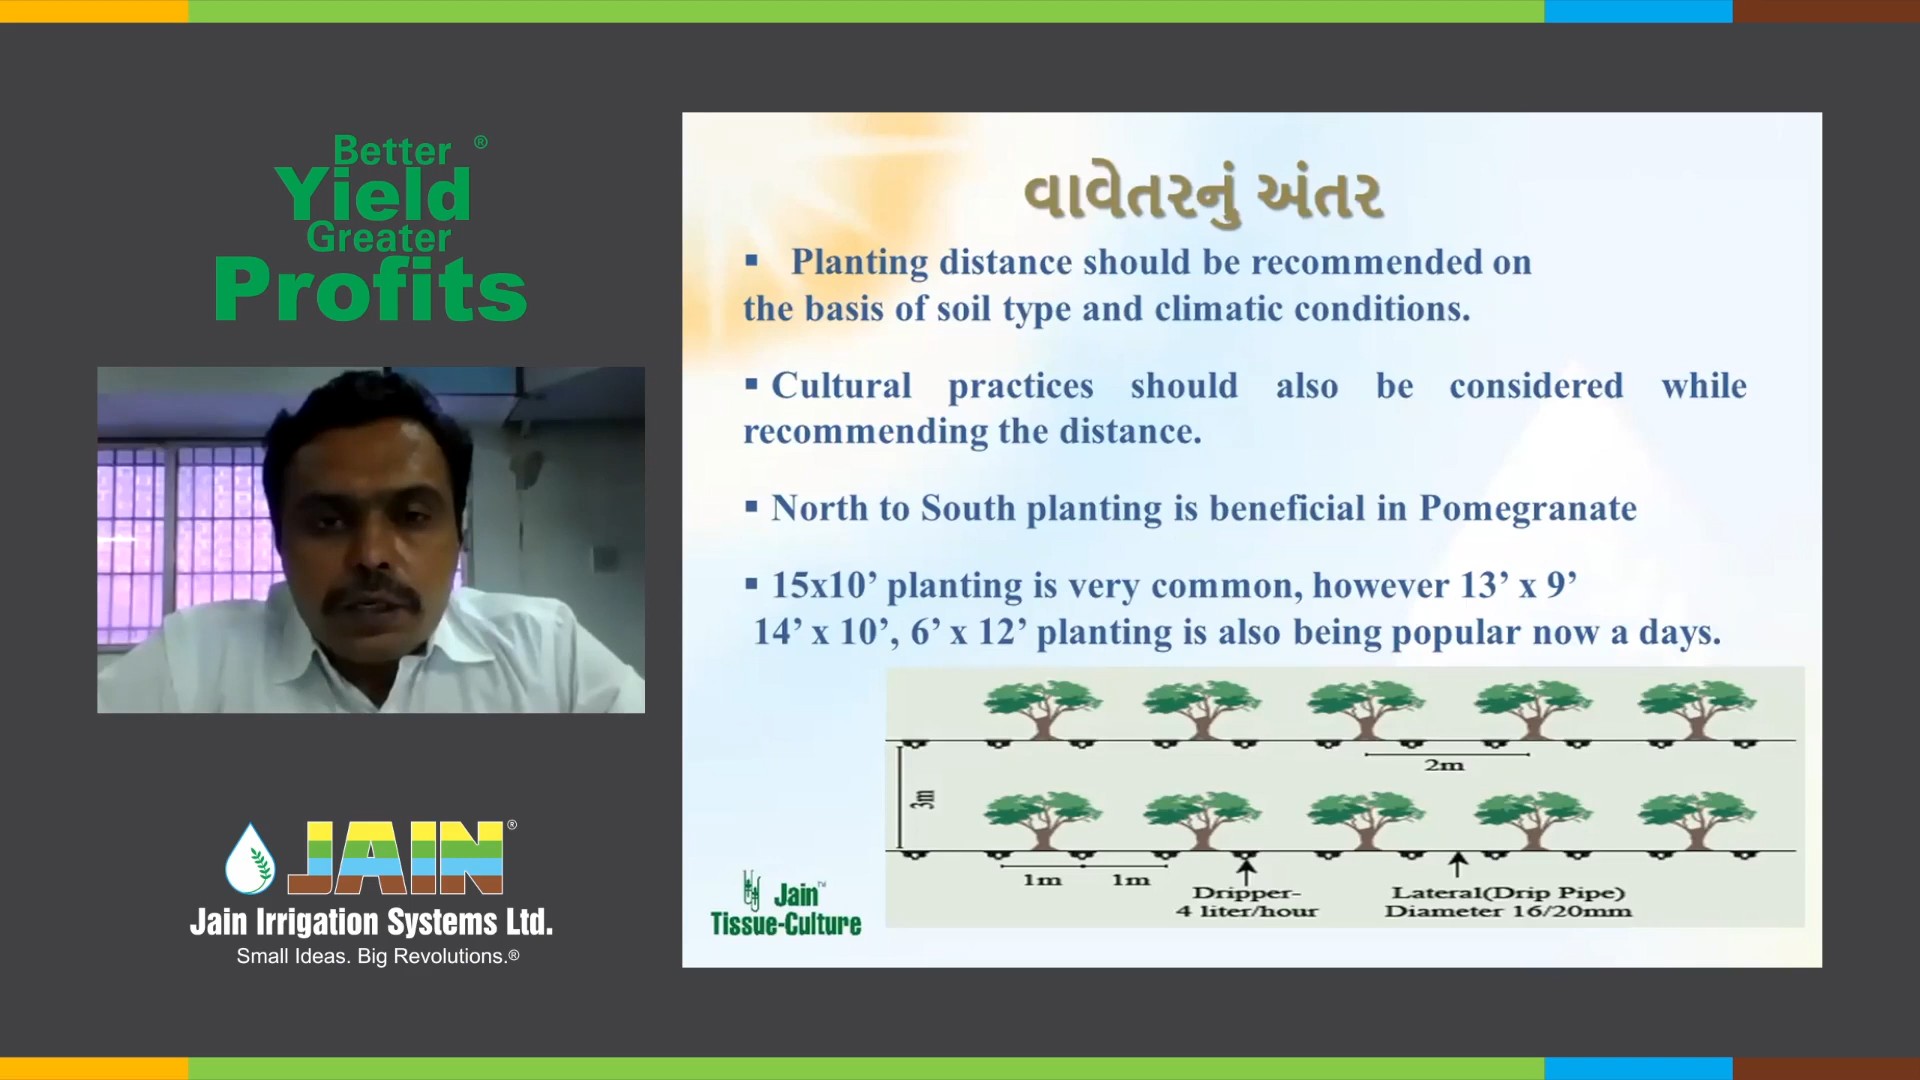 Better ®
Yield
Greater
Profits
JAIN®
Jain Irrigation Systems Ltd.
Small Ideas. Big Revolutions.®
વાવેતરનું અંતર
▪ Planting distance should be recommended on
the basis of soil type and climatic conditions.
▪ Cultural practices should also be considered while
recommending the distance.
▪ North to South planting is beneficial in Pomegranate
▪ 15x10’ planting is very common, however 13’ x 9’
14’ x 10’, 6’ x 12’ planting is also being popular now a days.
2m
3m
1m 1m
Dripper-
4 liter/hour
Lateral(Drip Pipe)
Diameter 16/20mm
Jain™
Tissue-Culture